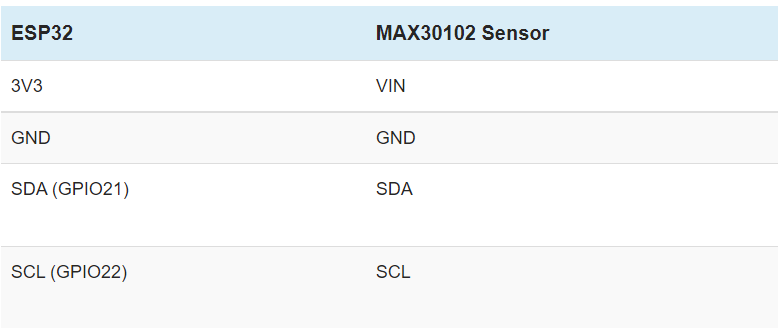 ESP32 MAX30102 Sensor
3V3 VIN
GND GND
SDA (GPIO21) SDA
SCL (GPIO22) SCL